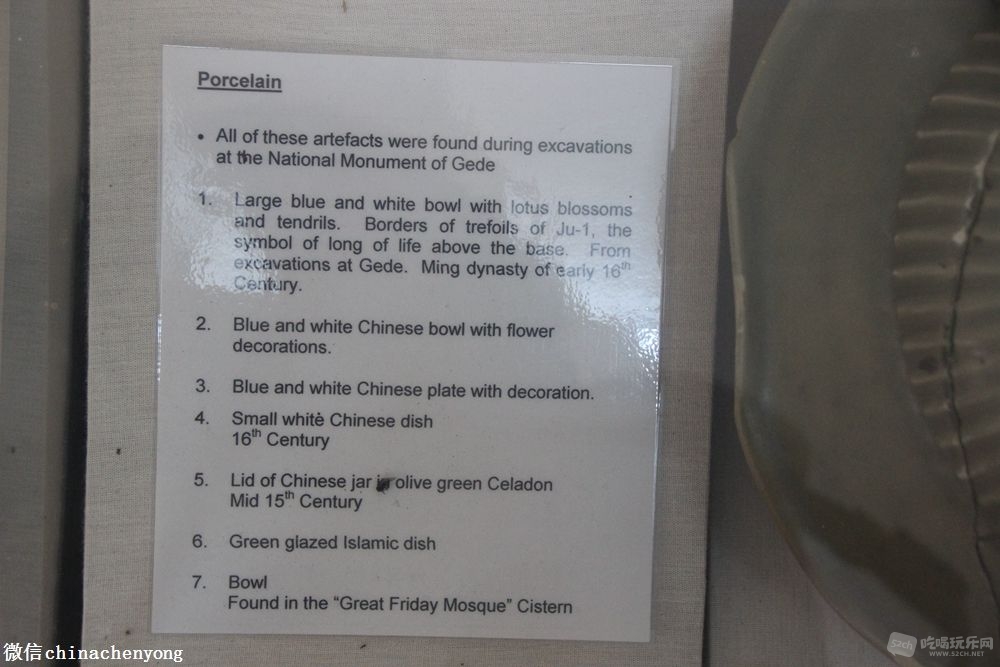 Porcelain
• All of these artefacts were found during excavations
at the National Monument of Gede
1. Large blue and white bowl with lotus blossoms
and tendrils. Borders of trefoils of Ju-1, the
symbol of long of life above the base. From
excavations at Gede. Ming dynasty of early 16th
Century.
2. Blue and white Chinese bowl with flower
decorations.
3. Blue and white Chinese plate with decoration.
4. Small white Chinese dish
16th Century
5. Lid of Chinese jar in olive green Celadon
Mid 15th Century
6. Green glazed Islamic dish
7. Bowl
Found in the “Great Friday Mosque” Cistern
微信chinachenyong
52ch 吃喝玩乐网
WWW.52CH.NET